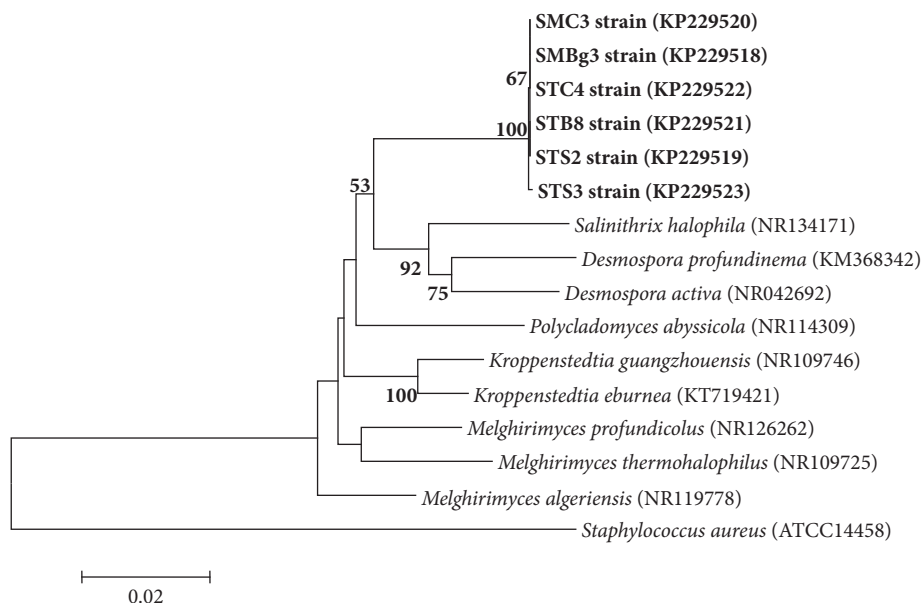 SMC3 strain (KP229520)
SMBg3 strain (KP229518)
67
STC4 strain (KP229522)
STB8 strain (KP229521)
100
STS2 strain (KP229519)
53
STS3 strain (KP229523)
Salinithrix halophila (NR134171)
Desmospora profundinema (KM368342)
92
75
Desmospora activa (NR042692)
Polycladomyces abyssicola (NR114309)
Kroppenstedtia guangzhouensis (NR109746)
100
Kroppenstedtia eburnea (KT719421)
Melghirimyces profundicolus (NR126262)
Melghirimyces thermohalophilus (NR109725)
Melghirimyces algeriensis (NR119778)
Staphylococcus aureus (ATCC14458)
0.02